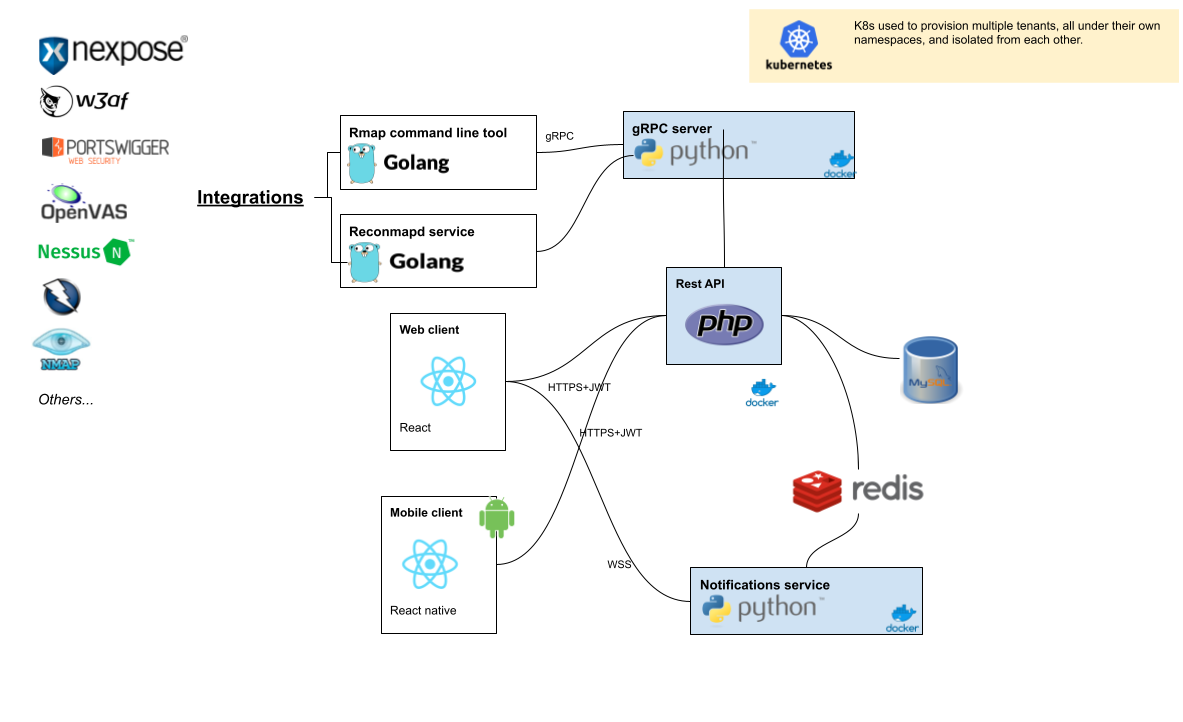 nexpose®
w3af
PORTSWIGGER
WEB SECURITY
OpenVAS
Nessus N ™
NMAP
Others...
Integrations
K8s used to provision multiple tenants, all under their own
namespaces, and isolated from each other.
kubernetes
Rmap command line tool
Golang
gRPC
gRPC server
python™
docker
Reconmapd service
Golang
Rest API
php
docker
Web client
React
HTTPS+JWT
HTTPS+JWT
MySQL
redis
Mobile client
React native
WSS
Notifications service
python™
docker